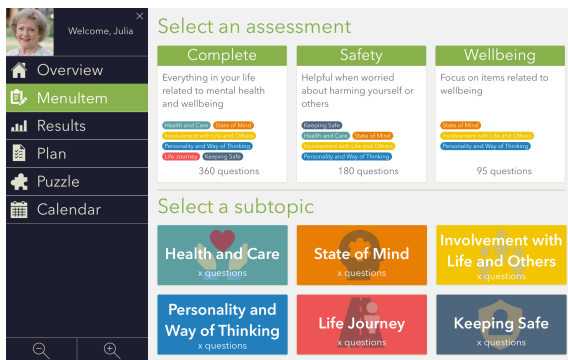 Welcome, Julia
Overview
MenuItem
Results
Plan
Puzzle
Calendar
Select an assessment
Complete
Everything in your life
related to mental health
and wellbeing
Health and Care State of Mind
Involvement with Life and Others
Personality and Way of Thinking
Life Journey Keeping Safe
360 questions
Safety
Helpful when worried
about harming yourself or
others
Keeping Safe
Health and Care State of Mind
Involvement with Life and Others
Personality and Way of Thinking
180 questions
Wellbeing
Focus on items related to
wellbeing
State of Mind
Involvement with Life and Others
Personality and Way of Thinking
95 questions
Select a subtopic
Health and Care
x questions
State of Mind
x questions
Involvement with
Life and Others
x questions
Personality and
Way of Thinking
x questions
Life Journey
x questions
Keeping Safe
x questions